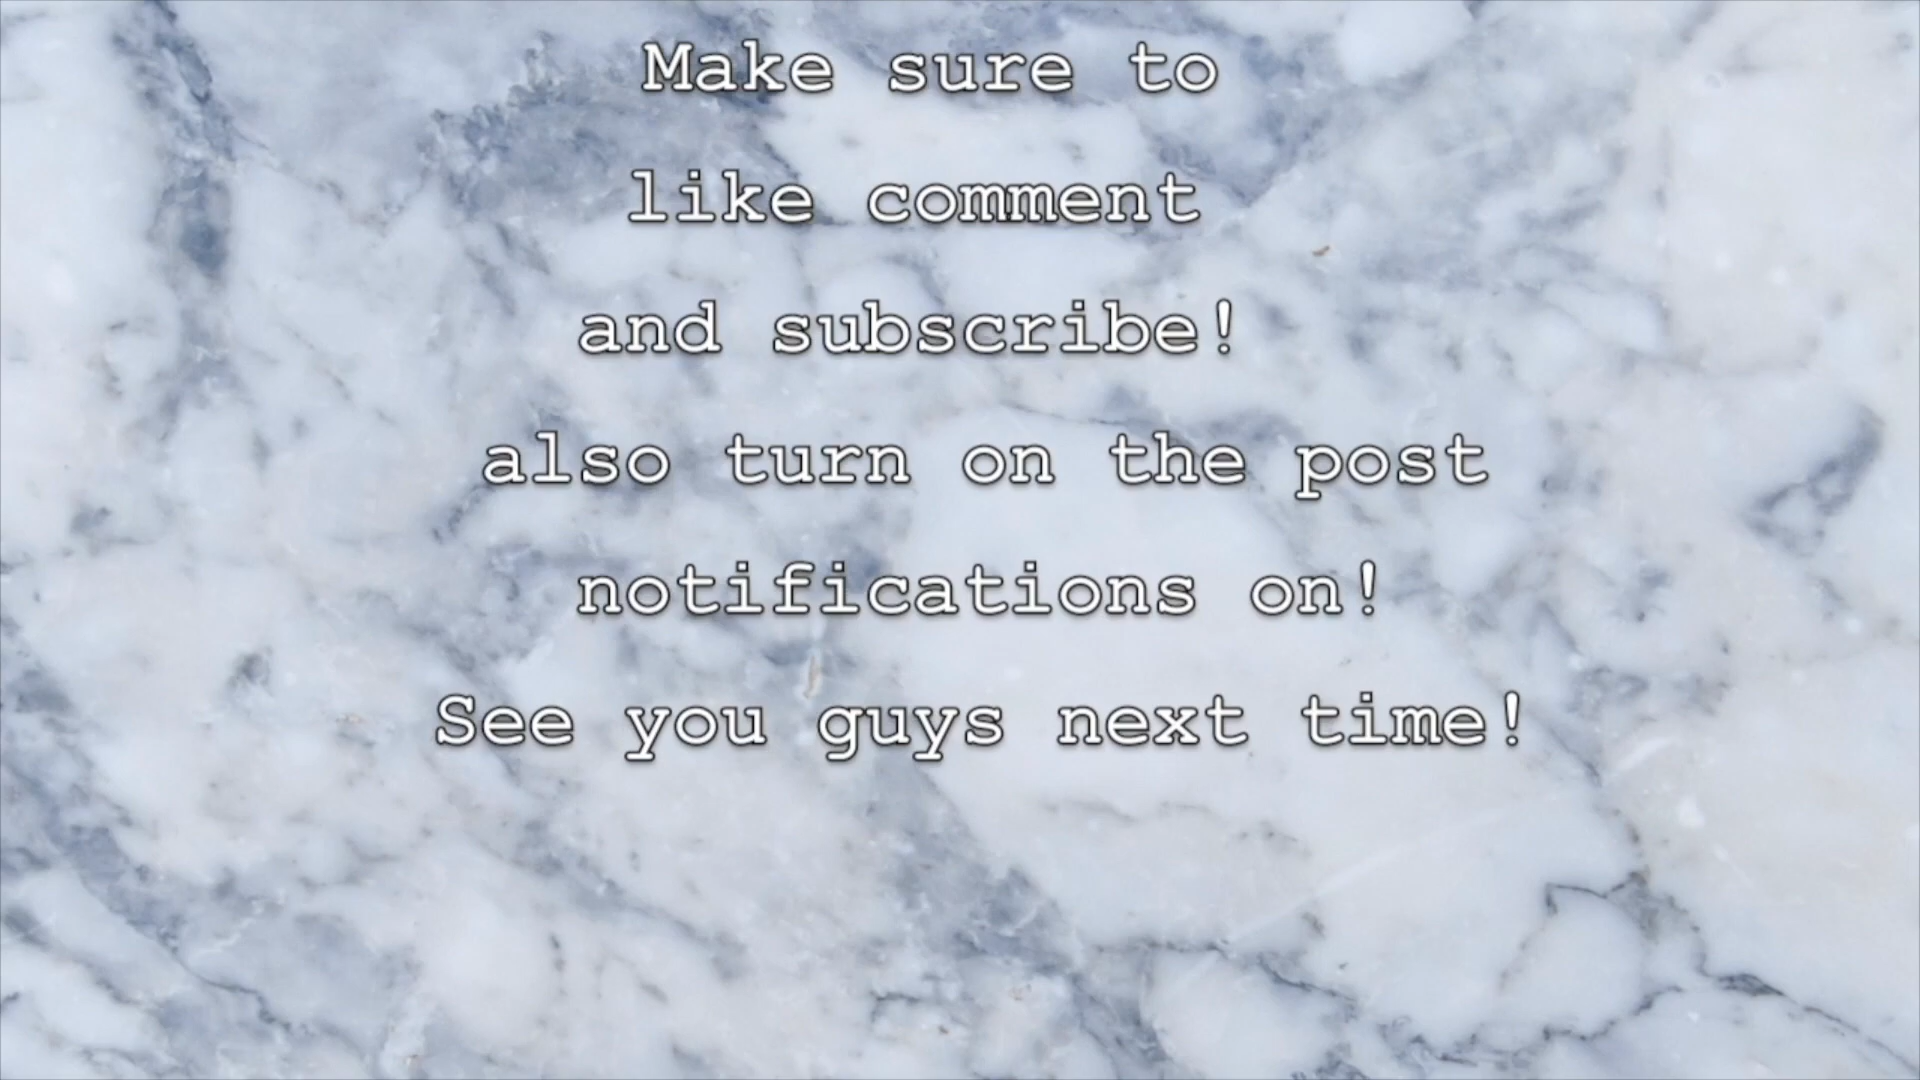 Make sure to
like comment
and subscribe!
also turn on the post
notifications on!
See you guys next time!